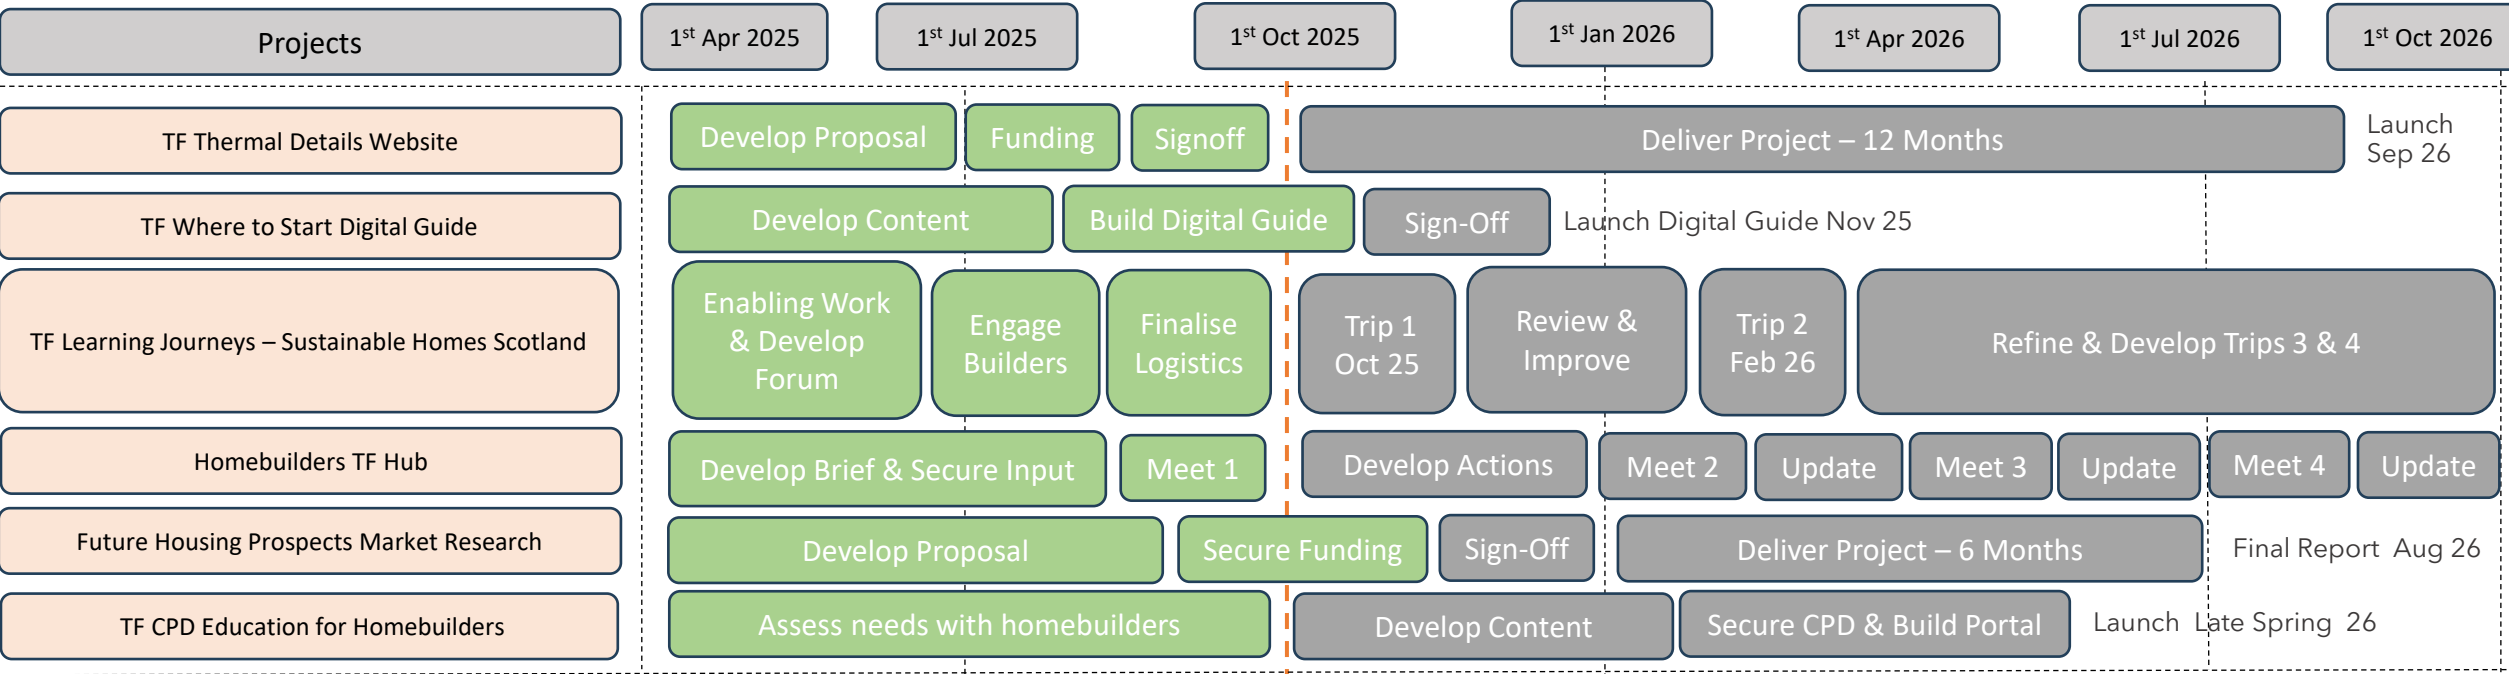 Projects
1st Apr 2025
1st Jul 2025
1st Oct 2025
1st Jan 2026
1st Apr 2026
1st Jul 2026
1st Oct 2026
TF Thermal Details Website
Develop Proposal
Funding
Signoff
Deliver Project – 12 Months
Launch
Sep 26
TF Where to Start Digital Guide
Develop Content
Build Digital Guide
Sign-Off
Launch Digital Guide Nov 25
TF Learning Journeys – Sustainable Homes Scotland
Enabling Work
& Develop
Forum
Engage
Builders
Finalise
Logistics
Trip 1
Oct 25
Review &
Improve
Trip 2
Feb 26
Refine & Develop Trips 3 & 4
Homebuilders TF Hub
Develop Brief & Secure Input
Meet 1
Develop Actions
Meet 2
Update
Meet 3
Update
Meet 4
Update
Future Housing Prospects Market Research
Develop Proposal
Secure Funding
Sign-Off
Deliver Project – 6 Months
Final Report Aug 26
TF CPD Education for Homebuilders
Assess needs with homebuilders
Develop Content
Secure CPD & Build Portal
Launch Late Spring 26